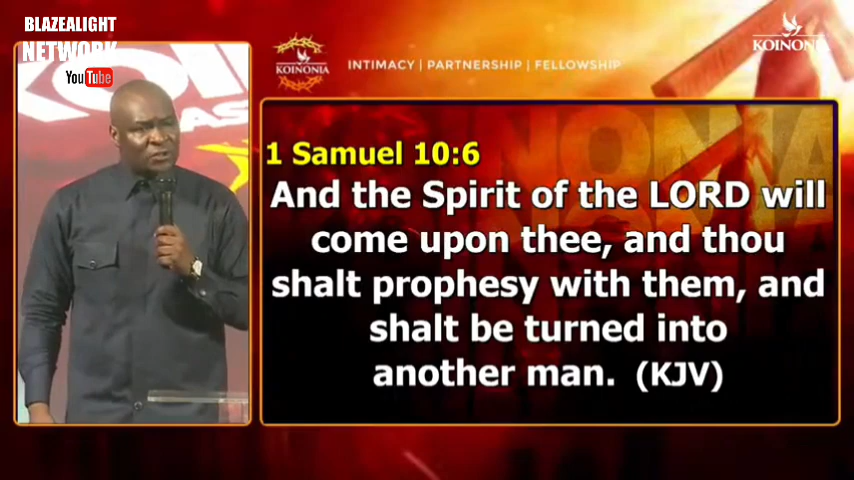 BLAZEALIGHT
NETWORK
YouTube
KOINONIA
INTIMACY | PARTNERSHIP | FELLOWSHIP
KOINONIA
1 Samuel 10:6
And the Spirit of the LORD will
come upon thee, and thou
shalt prophesy with them, and
shalt be turned into
another man. (KJV)